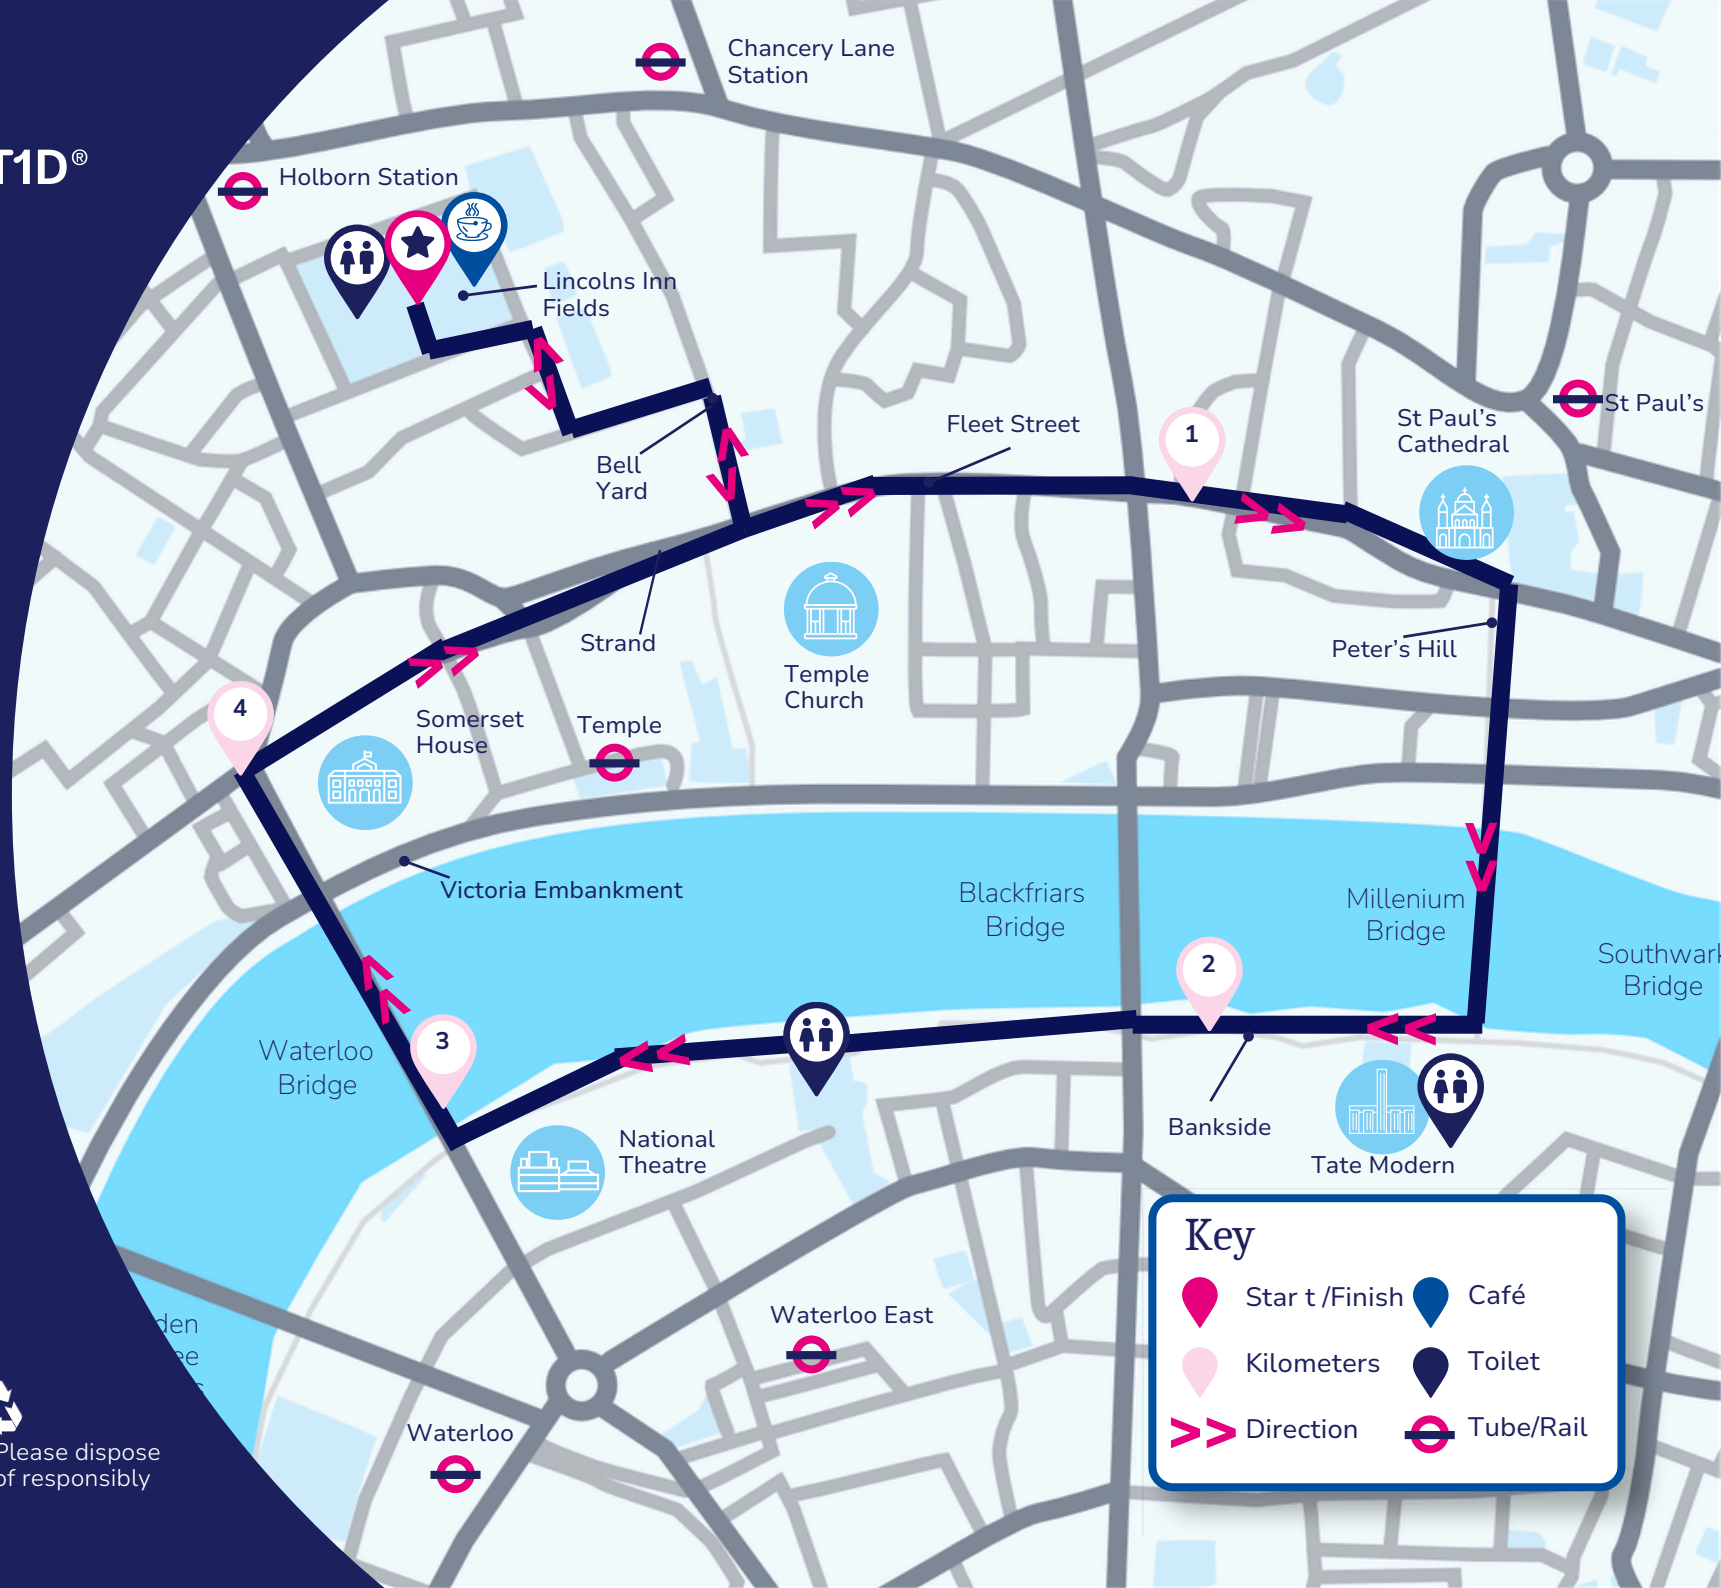 T1D®
Chancery Lane
Station
Holborn Station
Lincolns Inn
Fields
St Paul's
St Paul's
Cathedral
Fleet Street
1
Bell
Yard
Strand
Peter's Hill
Temple
Church
4
Somerset
House
Temple
Victoria Embankment
Blackfriars
Bridge
Millenium
Bridge
Southwark
Bridge
2
3
Waterloo
Bridge
National
Theatre
Bankside
Tate Modern
den
ee
Waterloo East
Waterloo
Please dispose
of responsibly
Key
Star t /Finish
Café
Kilometers
Toilet
>> Direction
Tube/Rail